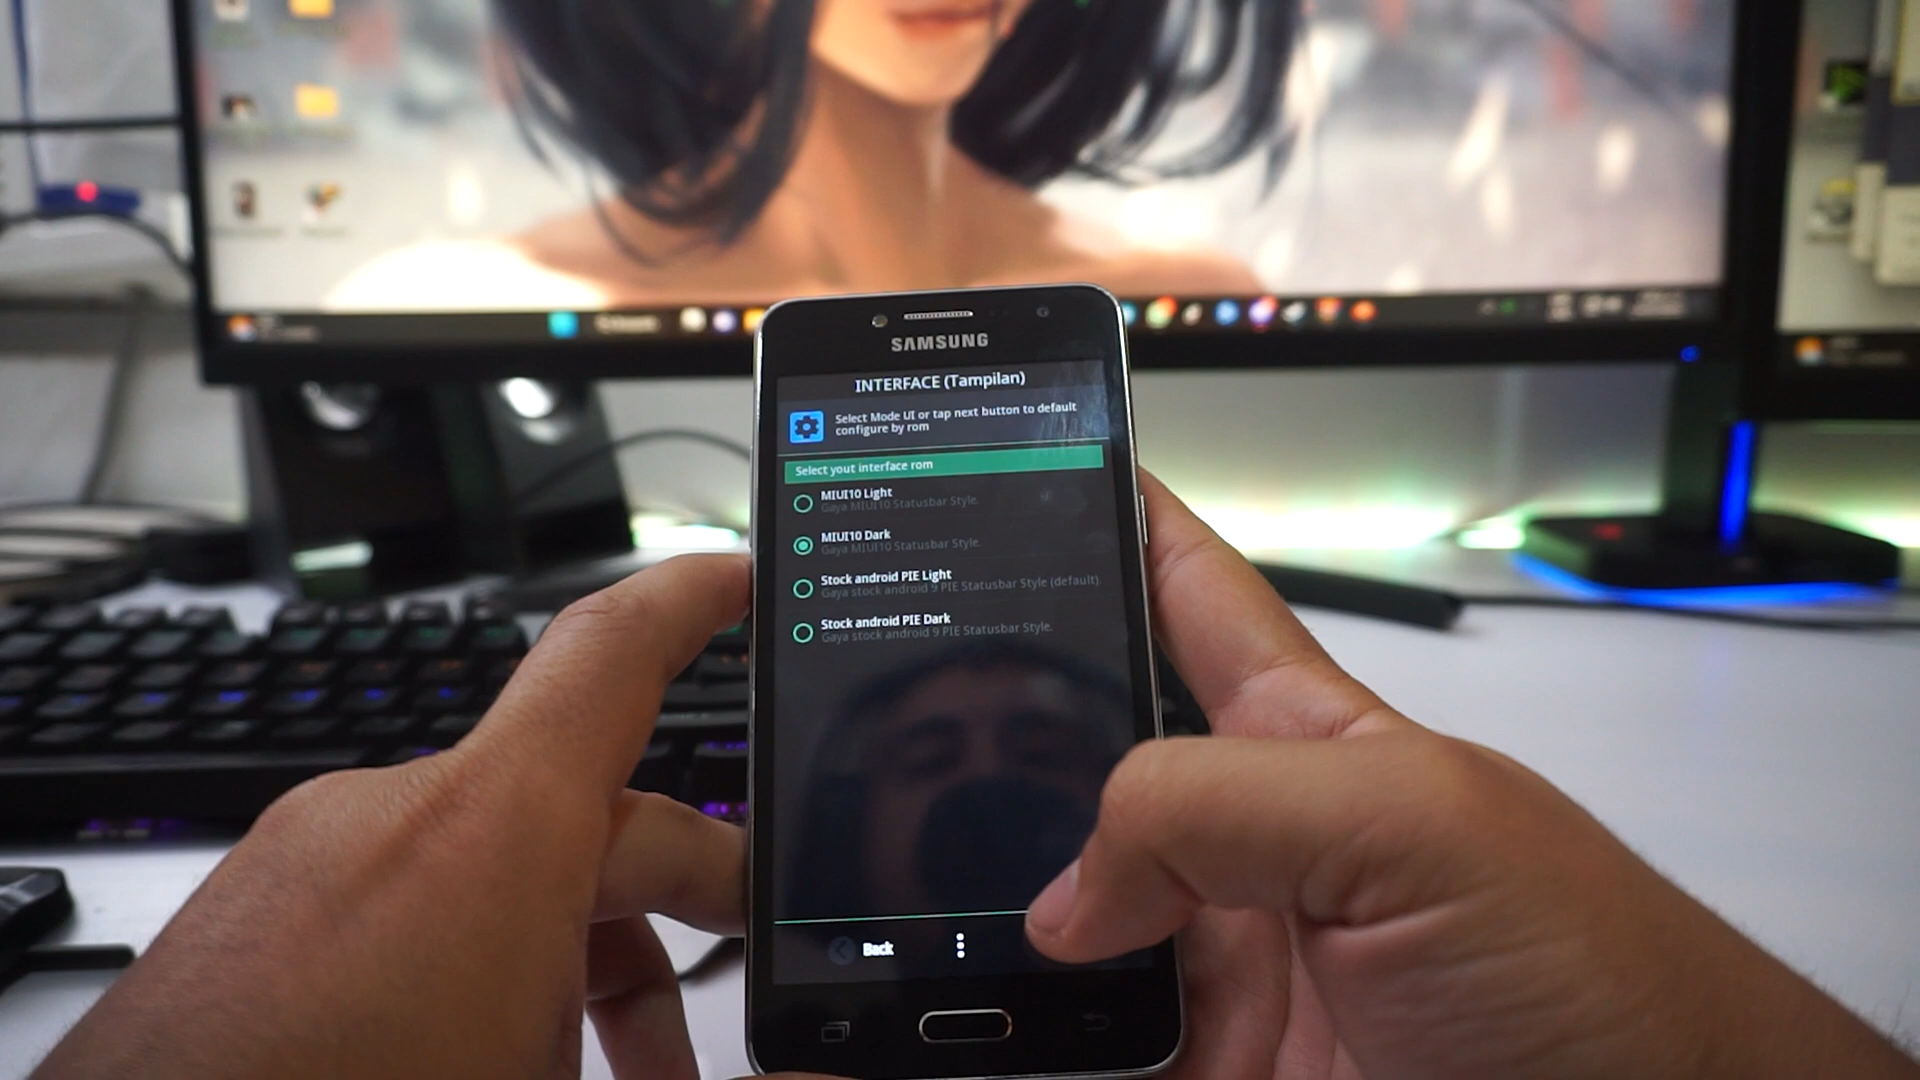 SAMSUNG
INTERFACE (Tampilan)
Select Mode UI or tap next button to default
configure by rom
Select yout interface rom
MIUI10 Light
Gaya MIUI10 Statusbar Style.
MIUI10 Dark
Gaya MIUI10 Statusbar Style.
Stock android PIE Light
Gaya stock android 9 PIE Statusbar Style (default).
Stock android PIE Dark
Gaya stock android 9 PIE Statusbar Style.
Back